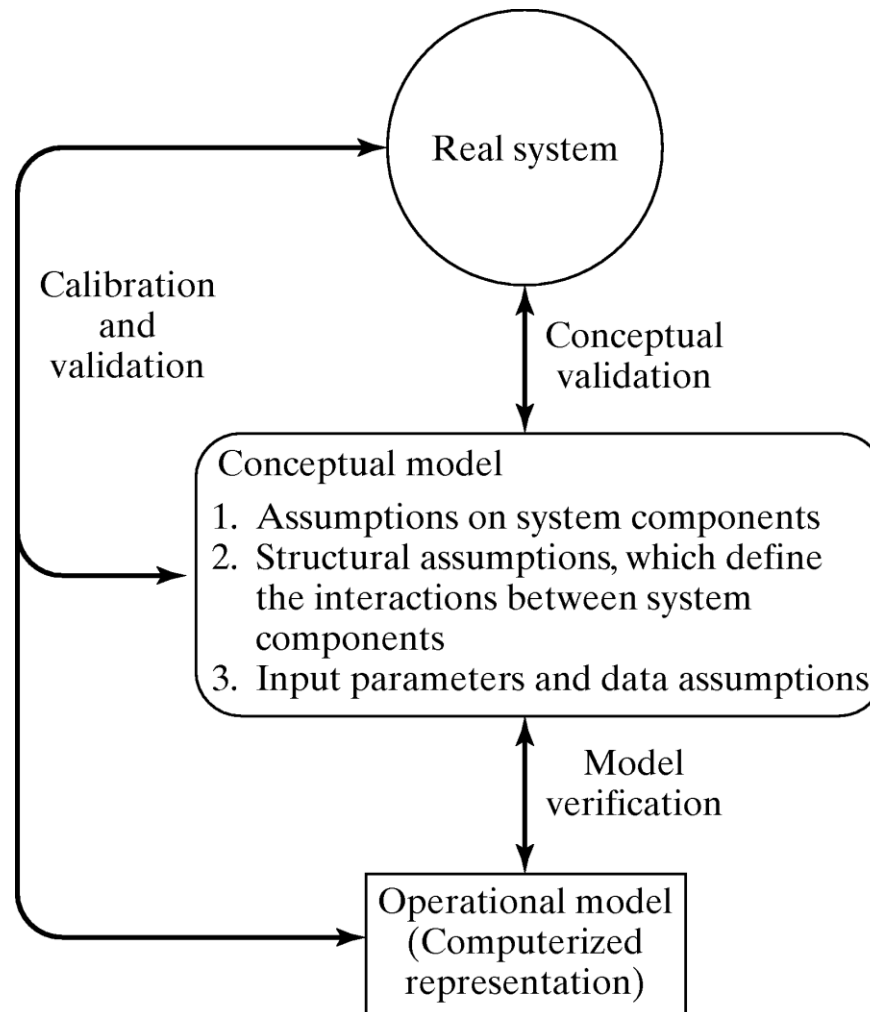 Real system
Calibration
and
validation
Conceptual
validation
Conceptual model
1. Assumptions on system components
2. Structural assumptions, which define
the interactions between system
components
3. Input parameters and data assumptions
Model
verification
Operational model
(Computerized
representation)